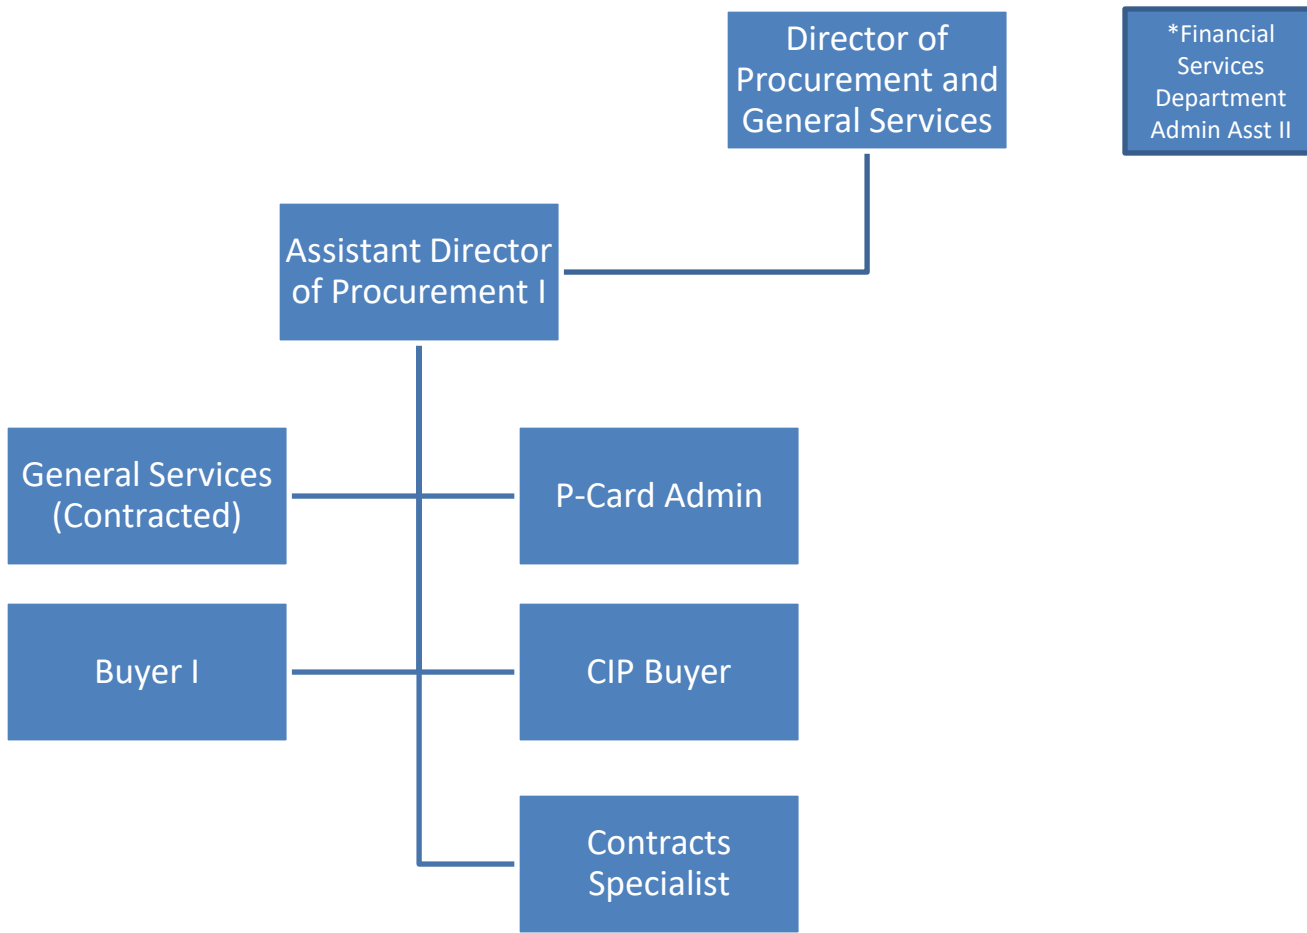 Director of
Procurement and
General Services
*Financial
Services
Department
Admin Asst II
Assistant Director
of Procurement I
General Services
(Contracted)
P-Card Admin
Buyer I
CIP Buyer
Contracts
Specialist